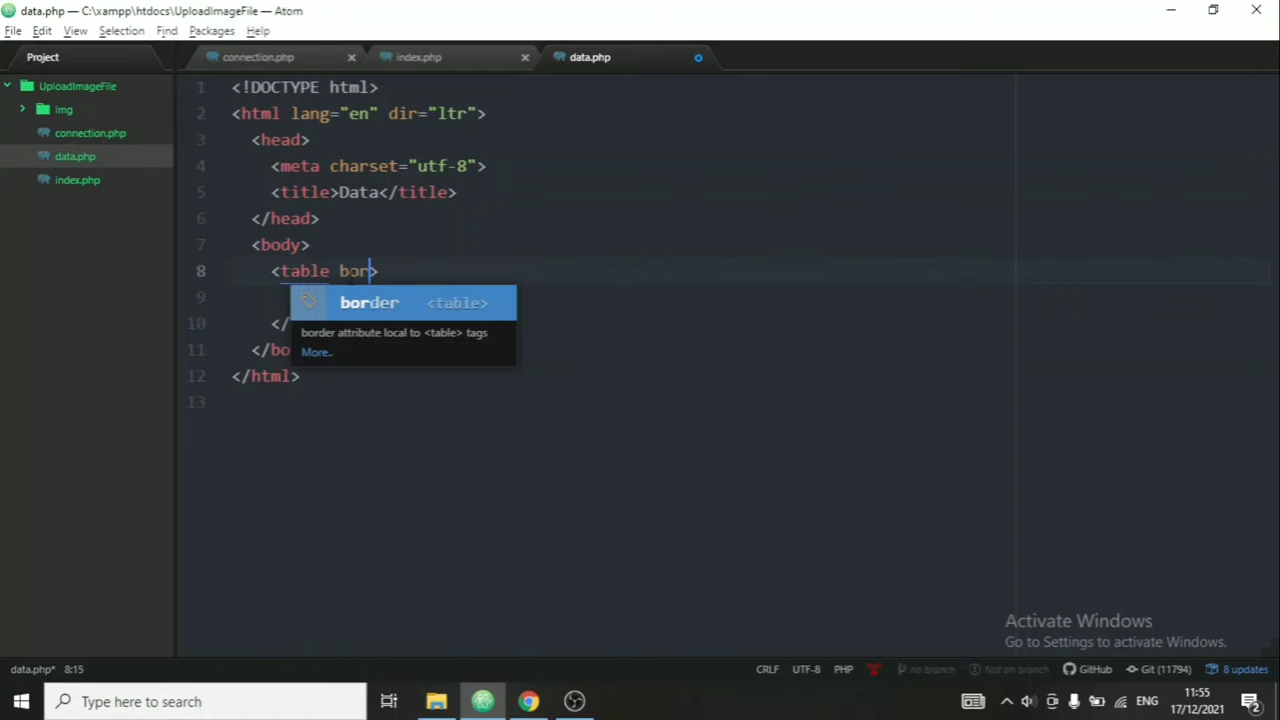 data.php — C:\xampp\htdocs\UploadImageFile — Atom
File Edit View Selection Find Packages Help
Project
connection.php
index.php
data.php
UploadImageFile
img
connection.php
data.php
index.php
1 <!DOCTYPE html>
2 <html lang="en" dir="ltr">
3 <head>
4 <meta charset="utf-8">
5 <title>Data</title>
6 </head>
7 <body>
8 <table bor>
9
10 </
11 </bo
12 </html>
13
border <table>
border attribute local to <table> tags
More..
Activate Windows
Go to Settings to activate Windows.
data.php* 8:15
CRLF UTF-8 PHP no branch Not on branch GitHub Git (11794) 8 updates
Type here to search
ENG
11:55
17/12/2021
2